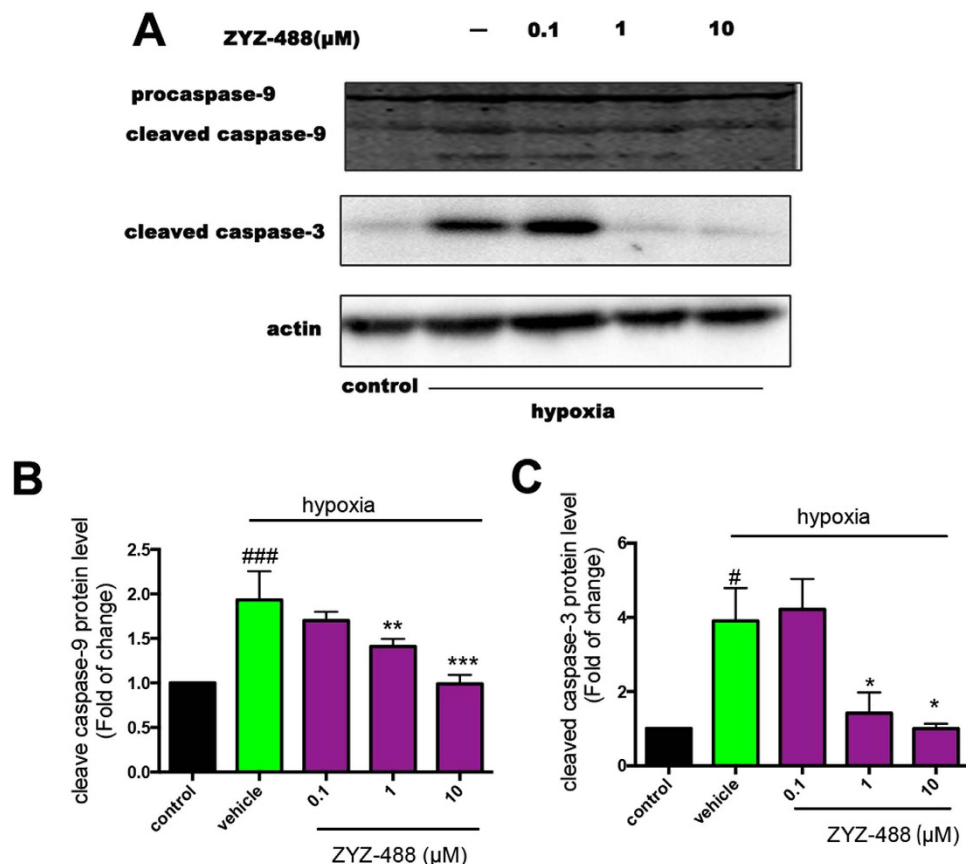 A
ZYZ-488(µM) — 0.1 1 10
procaspase-9
cleaved caspase-9
cleaved caspase-3
actin
control
hypoxia
B
hypoxia
cleave caspase-9 protein level
(Fold of change)
2.5
2.0
1.5
1.0
0.5
0.0
###
**
***
control
vehicle
0.1
1
10
ZYZ-488 (µM)
C
hypoxia
cleaved caspase-3 protein level
(Fold of change)
6
4
2
0
#
*
*
control
vehicle
0.1
1
10
ZYZ-488 (µM)